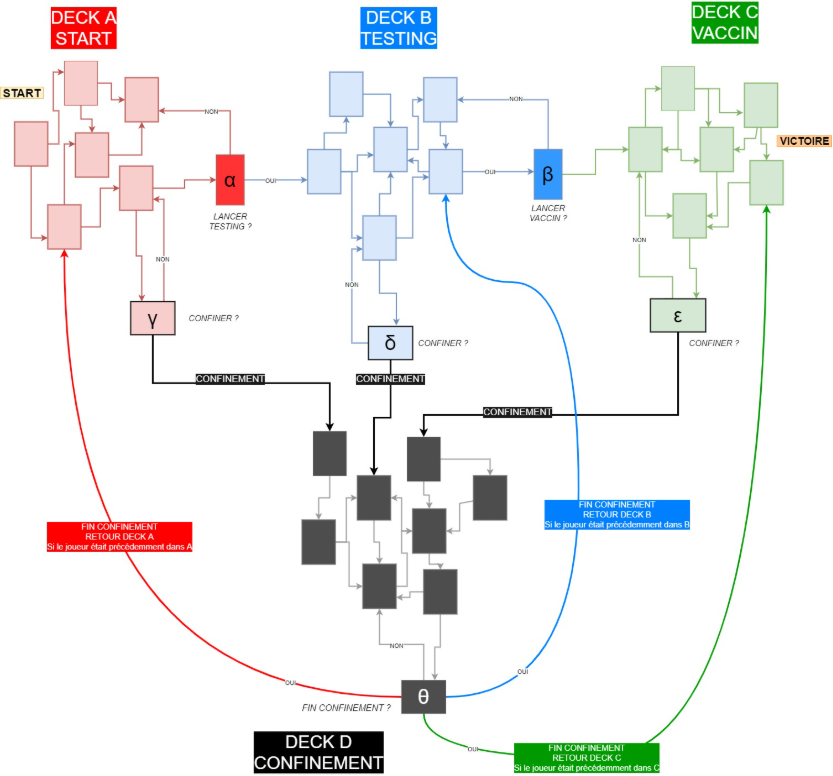 DECK A
START
DECK B
TESTING
DECK C
VACCIN
START
NON
NON
VICTOIRE
α
OUI
OUI
β
LANCER
TESTING ?
LANCER
VACCIN ?
NON
NON
NON
γ
CONFINER ?
δ
CONFINER ?
ε
CONFINER ?
CONFINEMENT
CONFINEMENT
CONFINEMENT
FIN CONFINEMENT
RETOUR DECK A
Si le joueur était précédemment dans A
FIN CONFINEMENT
RETOUR DECK B
Si le joueur était précédemment dans B
NON
OUI
OUI
θ
FIN CONFINEMENT ?
DECK D
CONFINEMENT
OUI
FIN CONFINEMENT
RETOUR DECK C
Si le joueur était précédemment dans C